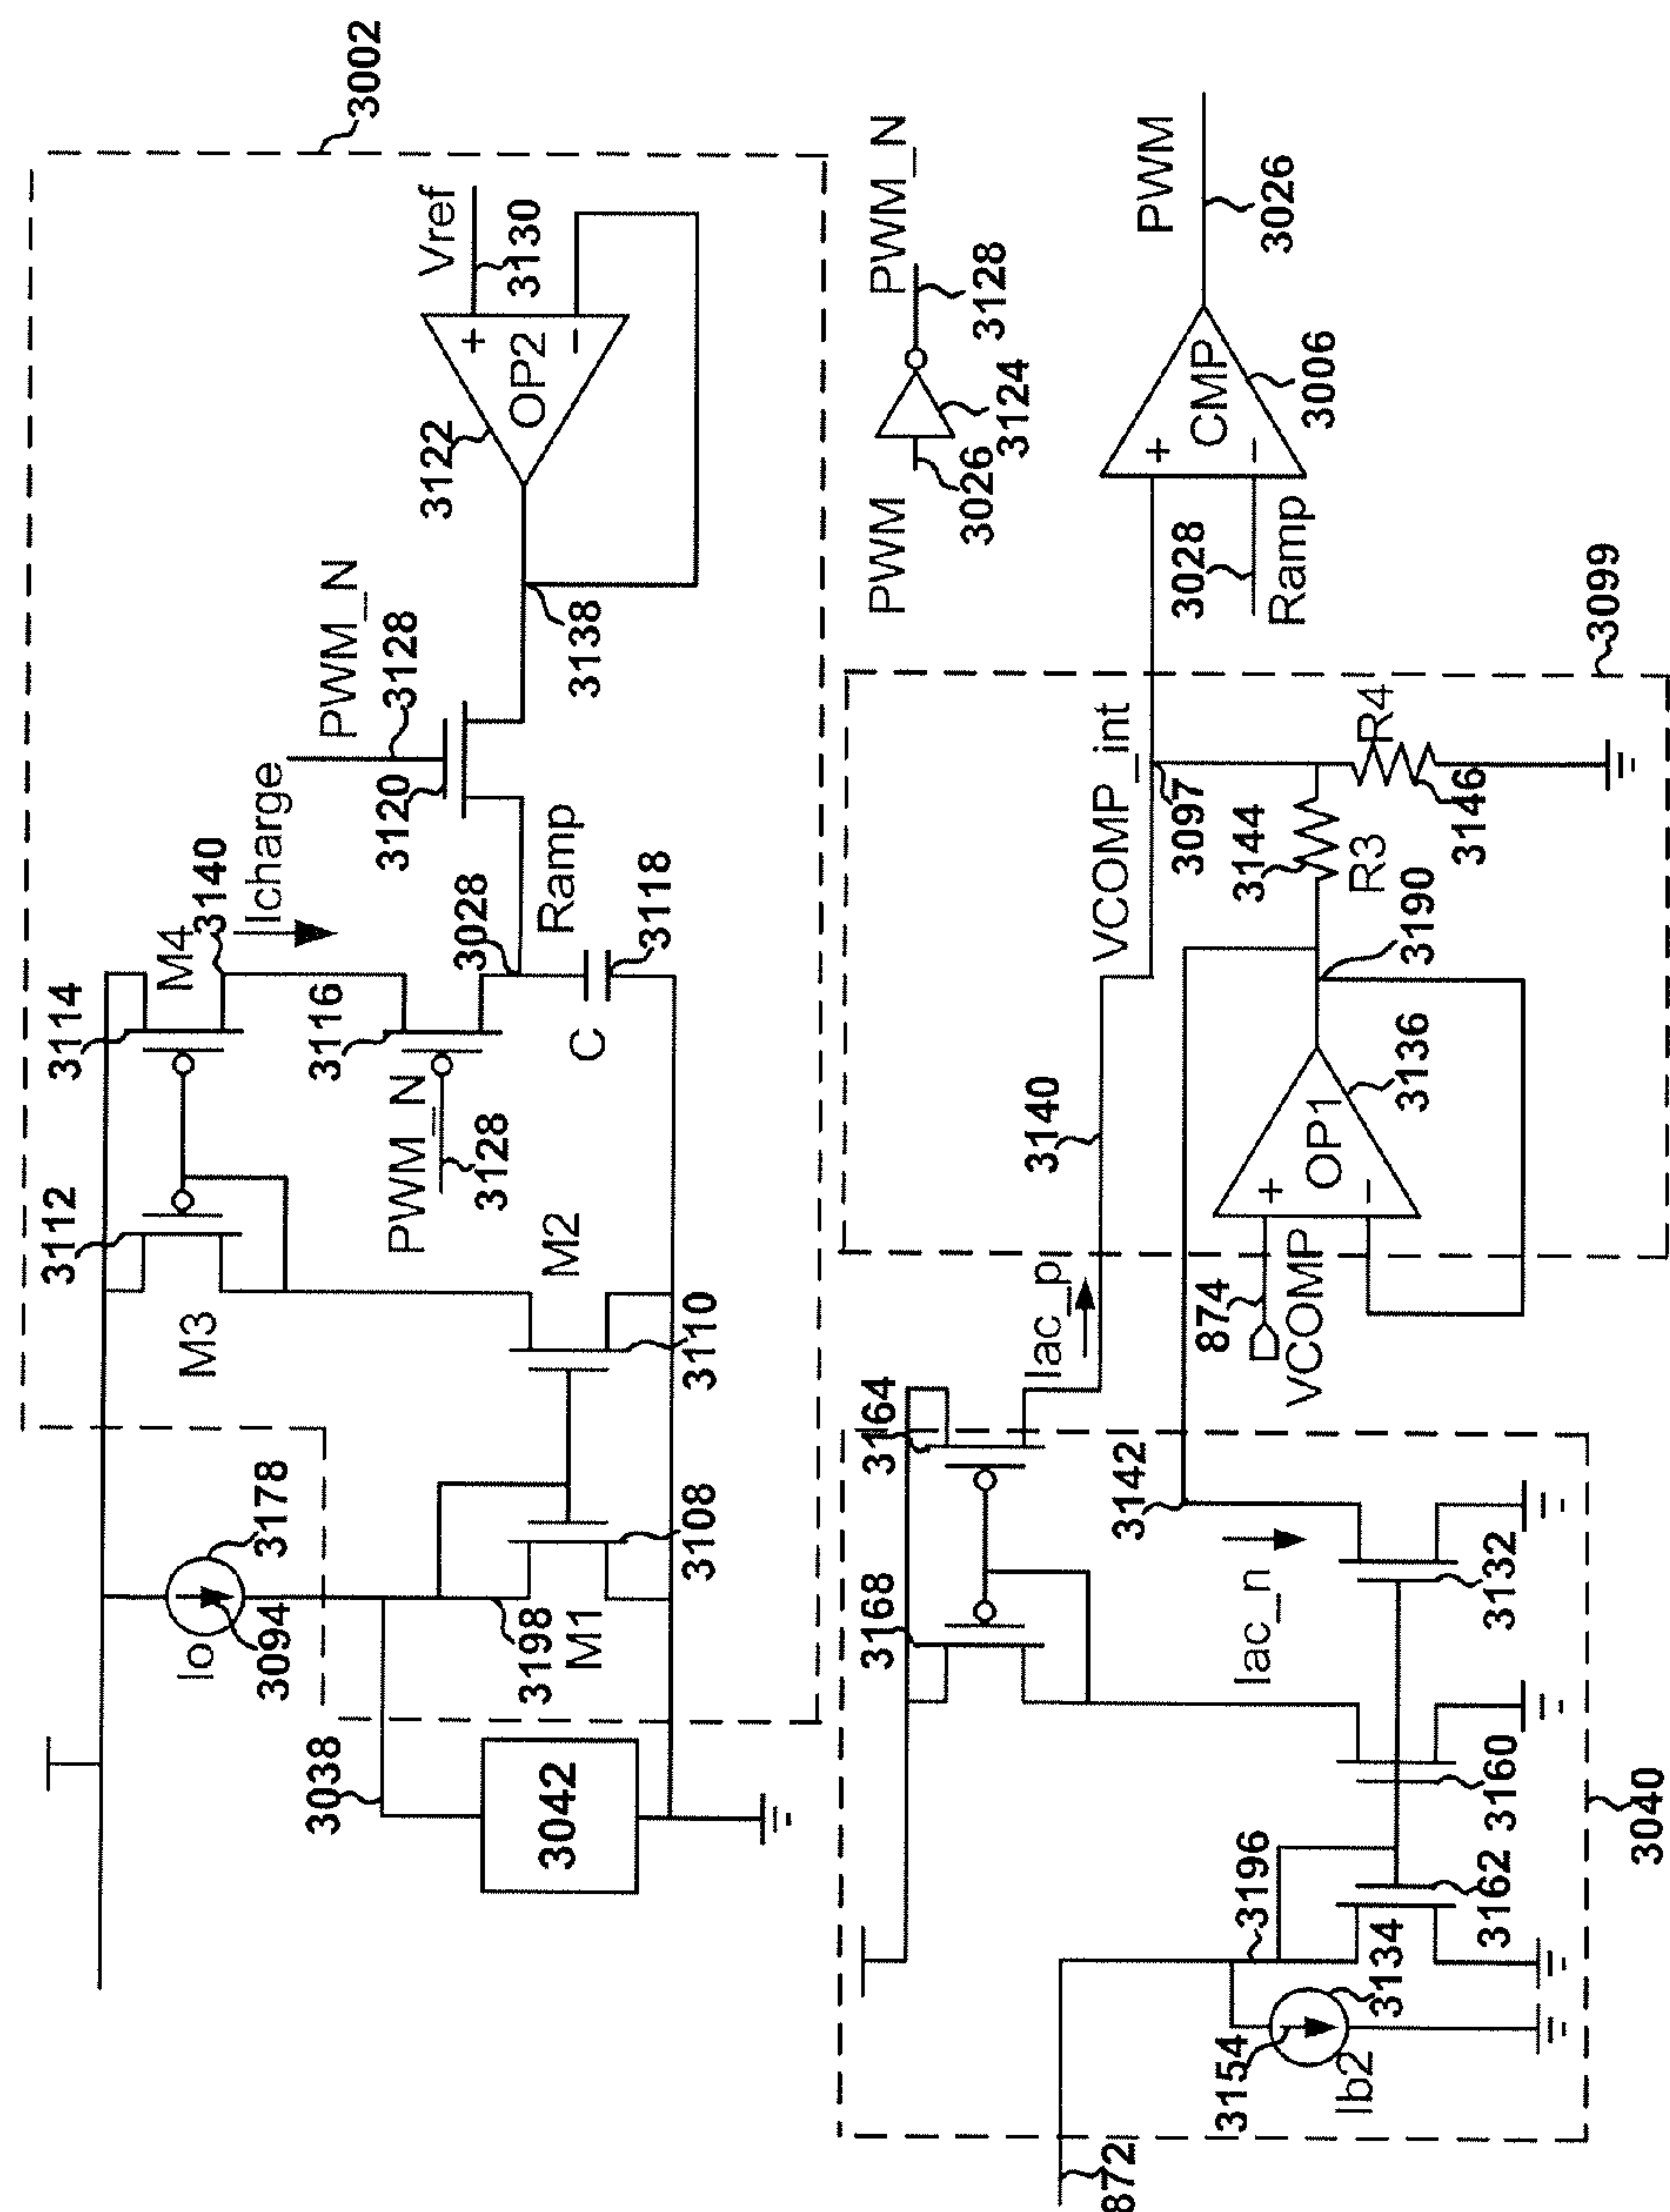 3002
Vref
3130
+
−
OP2
3122
PWM_N
3128
3120
3138
Icharge
3140
M4
3114
3028
Ramp
3116
C
3118
PWM_N
3128
3112
M3
M2
3110
3178
Io
3094
3198
M1
3108
3038
3042
PWM
3026
3124
PWM_N
3128
PWM
3026
+
−
CMP
3006
3028
Ramp
3099
VCOMP_int
3097
R4
3146
3144
R3
3190
3140
+
−
OP1
3136
874
VCOMP
Iac_p
3164
3168
3142
Iac_n
3132
3160
3040
3196
3162
3134
3154
Ib2
872